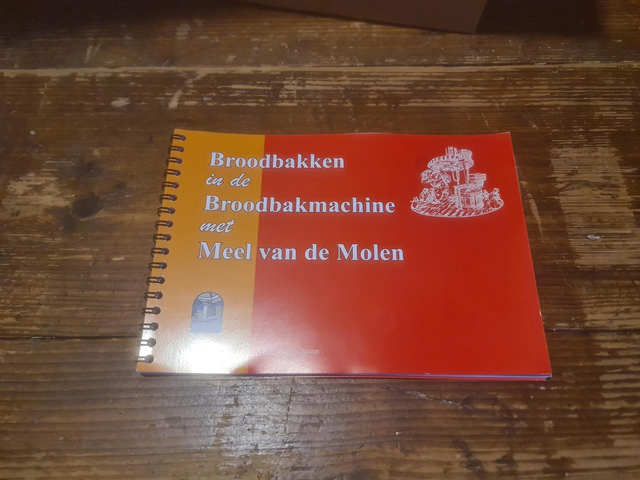 Broodbakken
in de
Broodbakmachine
met
Meel van de Molen